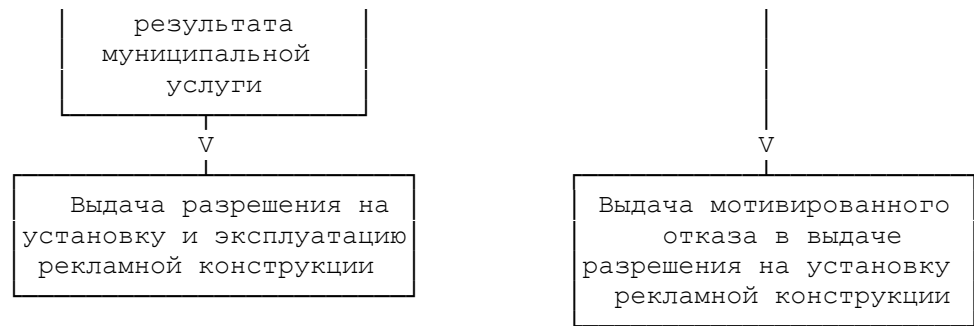 результата
муниципальной
услуги
V
V
Выдача разрешения на
установку и эксплуатацию
рекламной конструкции
Выдача мотивированного
отказа в выдаче
разрешения на установку
рекламной конструкции